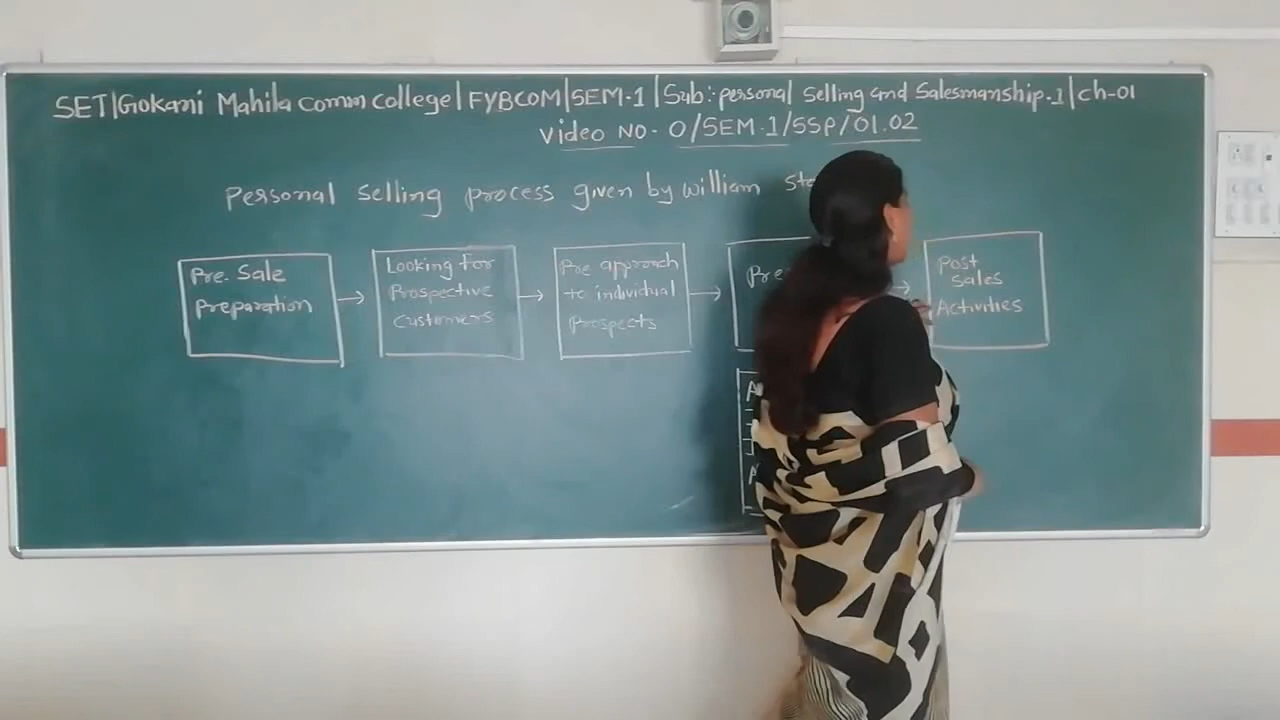 SET|Gokani Mahila Comm college|FYBCOM|SEM-1|Sub:-personal selling and Salesmanship.1|ch-01
Video NO- 0/SEM.1/SSP/01.02
Personal selling process given by william
Pre-Sale
Preparation
Looking For
Prospective
Customers
Pre approach
to individual
Prospects
Post
Sales
Activities